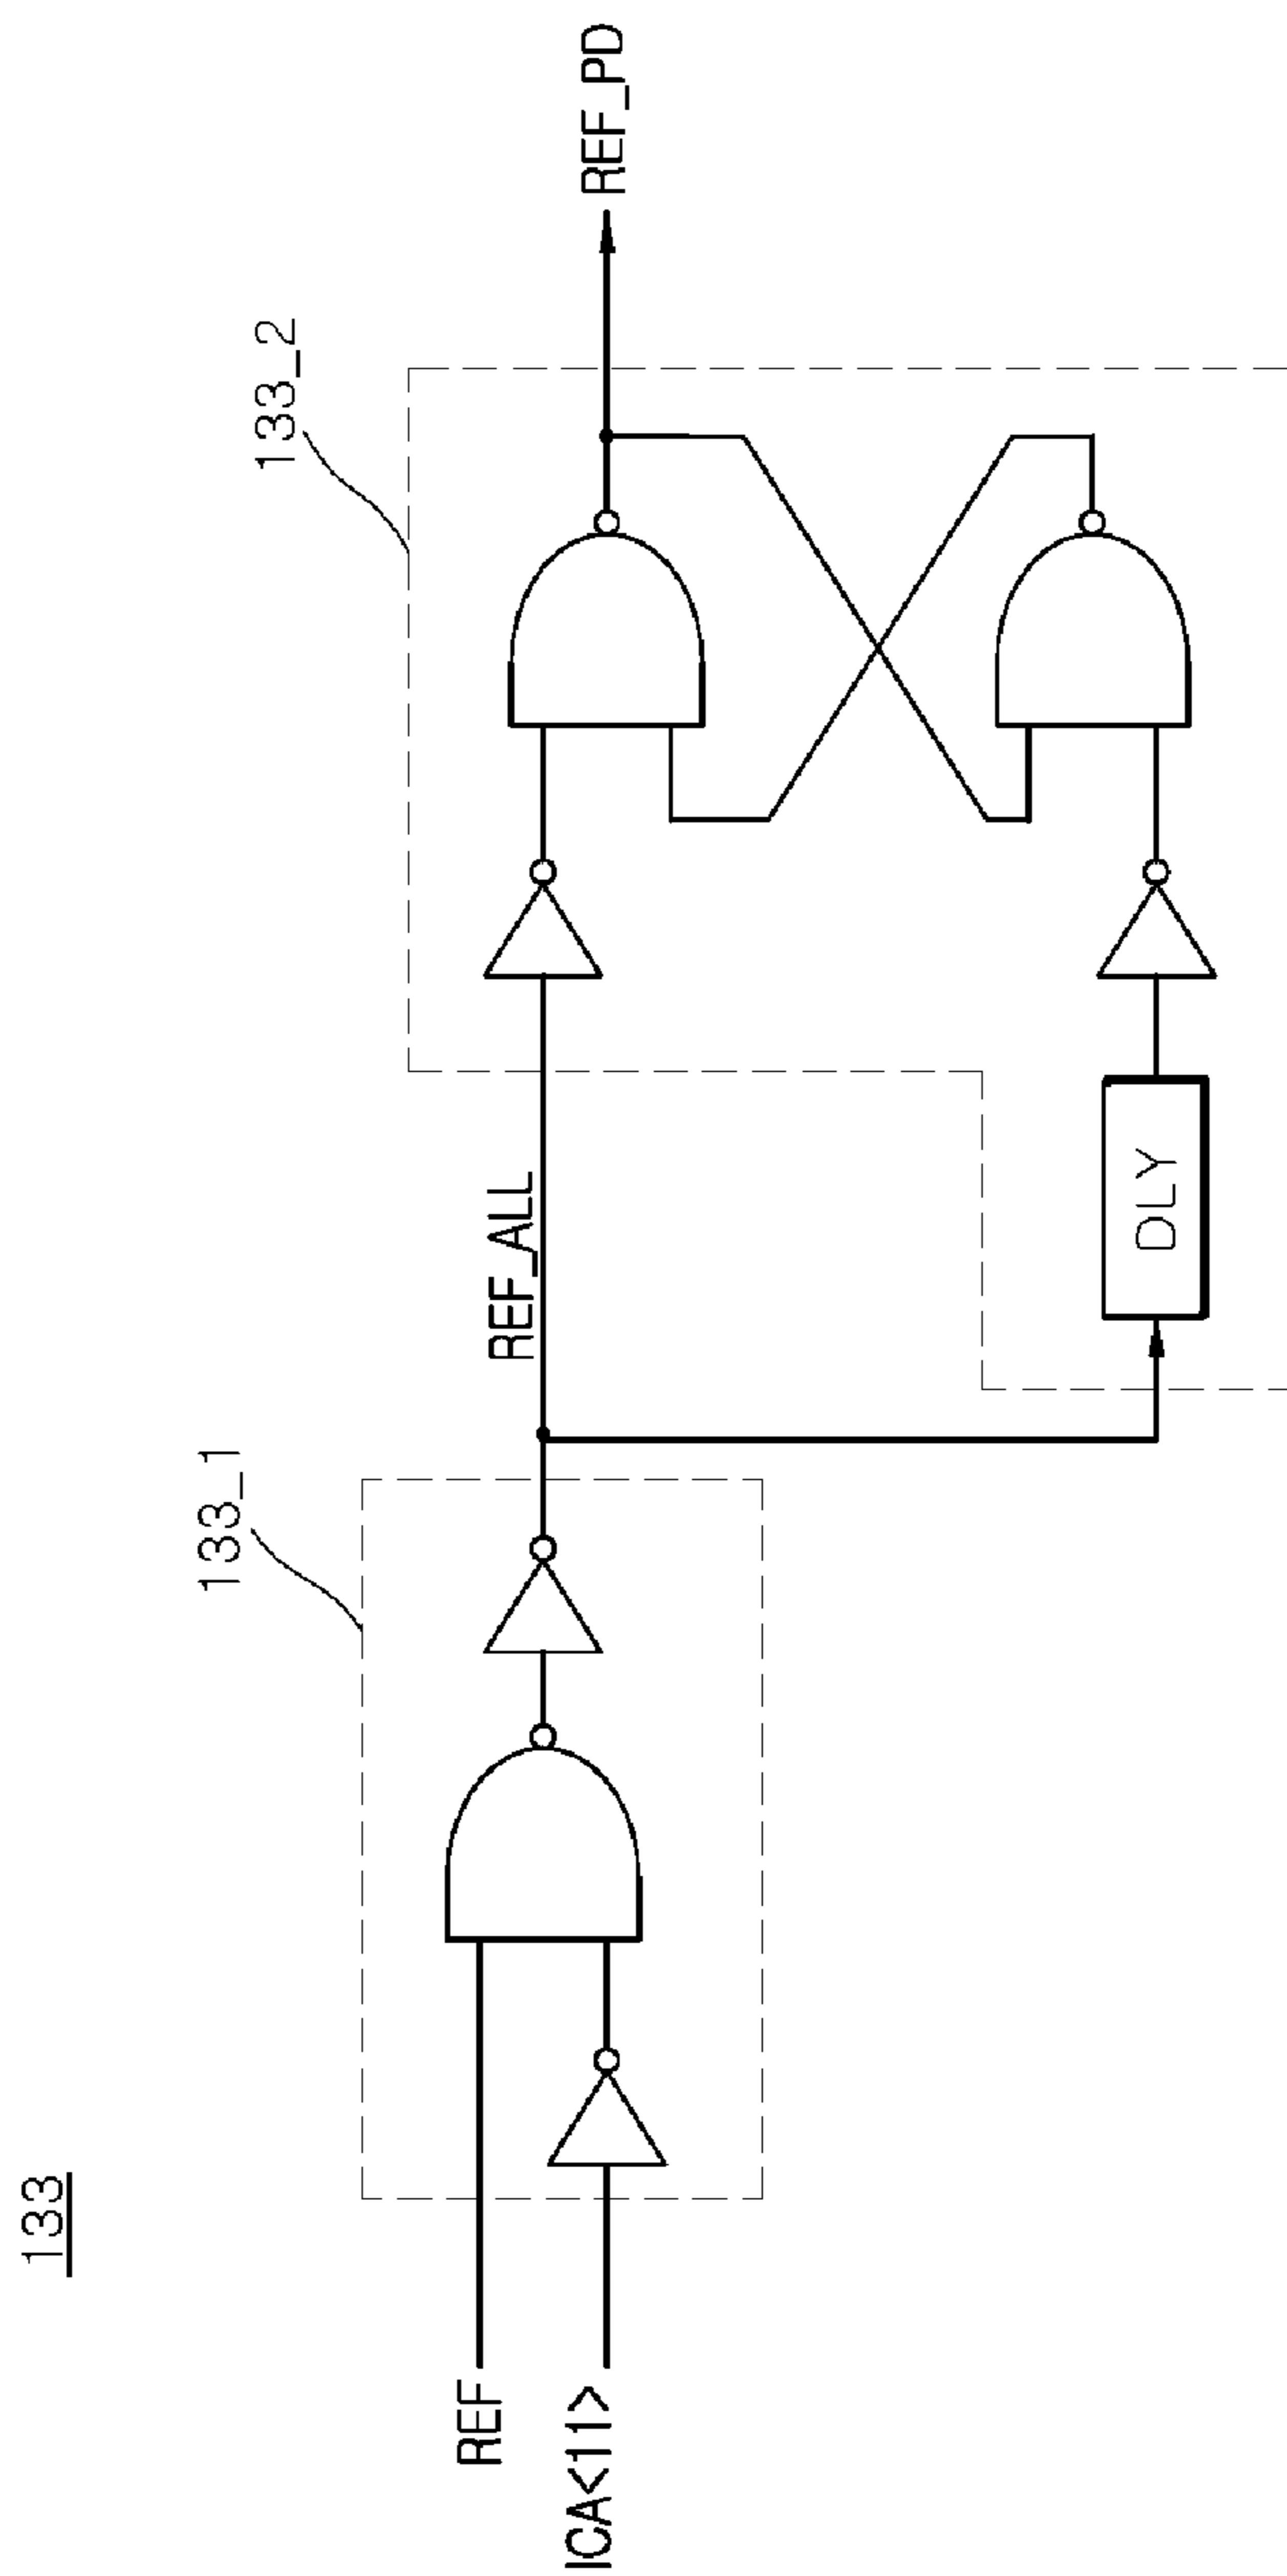 133
133_1
133_2
REF
ICA<11>
REF_ALL
DLY
REF_PD